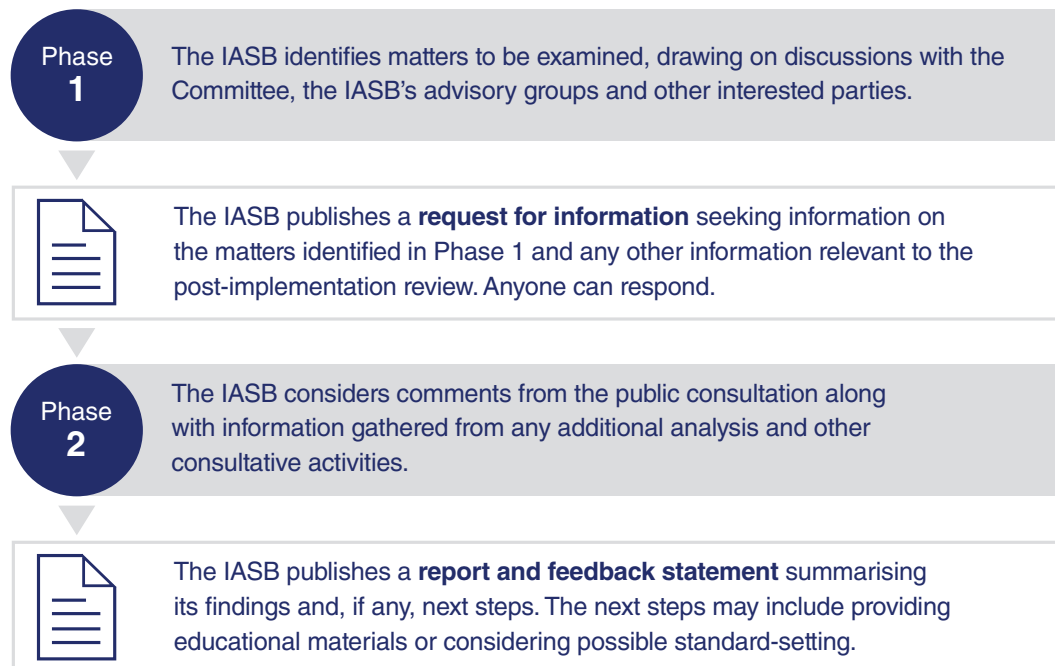 Phase
1
The IASB identifies matters to be examined, drawing on discussions with the
Committee, the IASB's advisory groups and other interested parties.
The IASB publishes a request for information seeking information on
the matters identified in Phase 1 and any other information relevant to the
post-implementation review. Anyone can respond.
Phase
2
The IASB considers comments from the public consultation along
with information gathered from any additional analysis and other
consultative activities.
The IASB publishes a report and feedback statement summarising
its findings and, if any, next steps. The next steps may include providing
educational materials or considering possible standard-setting.